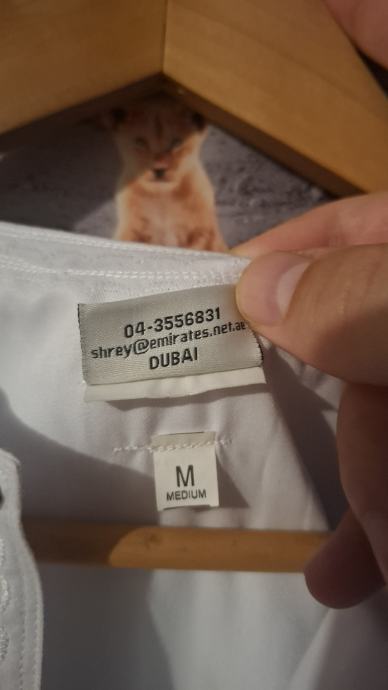 04-3556831
shrey@emirates.net.ae
DUBAI
M
MEDIUM